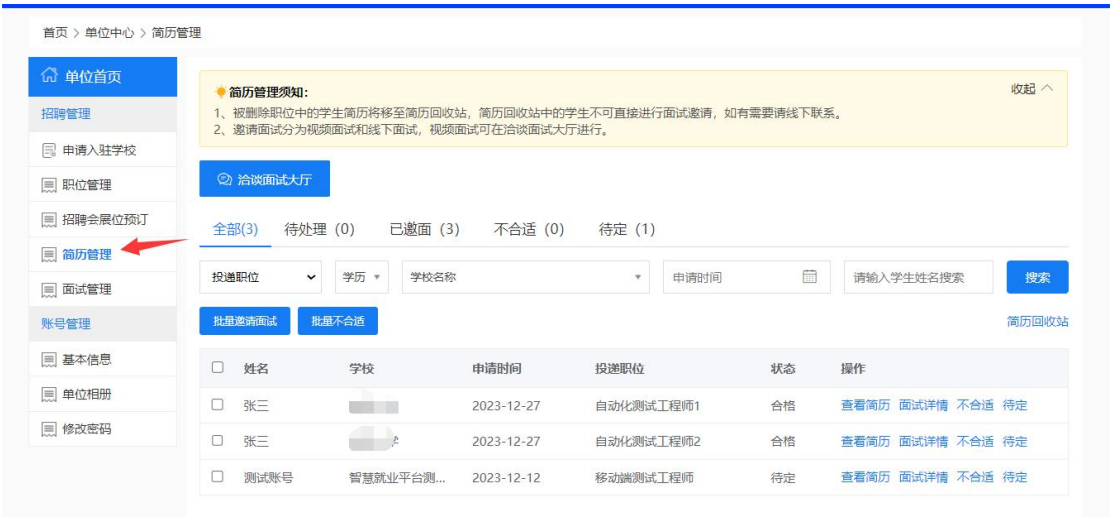 首页 > 单位中心 > 简历管理
单位首页
招聘管理
申请入驻学校
职位管理
招聘会展位预订
简历管理
面试管理
账号管理
基本信息
单位相册
修改密码
简历管理须知：
收起
1、被删除职位中的学生简历将移至简历回收站，简历回收站中的学生不可直接进行面试邀请，如有需要请线下联系。
2、邀请面试分为视频面试和线下面试，视频面试可在洽谈面试大厅进行。
洽谈面试大厅
全部(3) 待处理 (0) 已邀面 (3) 不合适 (0) 待定 (1)
投递职位 学历 学校名称 申请时间 请输入学生姓名搜索 搜索
批量邀请面试 批量不合适 简历回收站
姓名 学校 申请时间 投递职位 状态 操作
张三 2023-12-27 自动化测试工程师1 合格 查看简历 面试详情 不合适 待定
张三 2023-12-27 自动化测试工程师2 合格 查看简历 面试详情 不合适 待定
测试账号 智慧就业平台测... 2023-12-12 移动端测试工程师 待定 查看简历 面试详情 不合适 待定